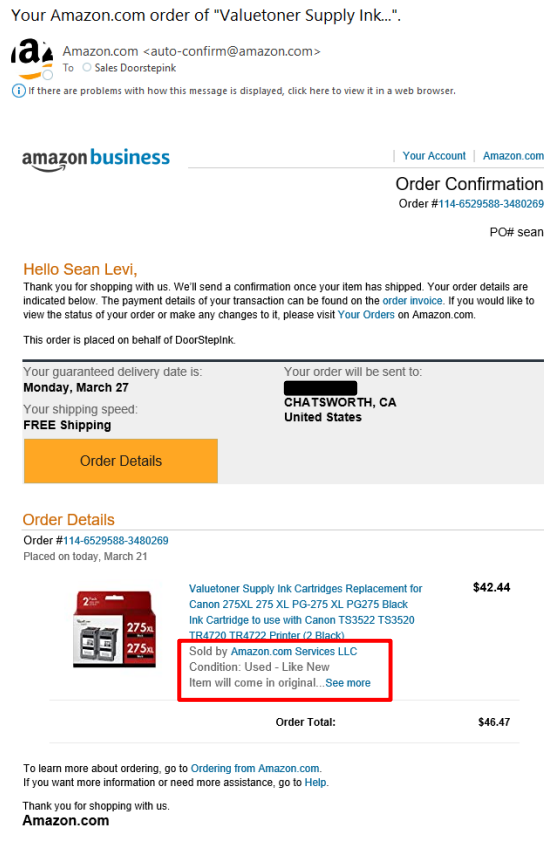 Your Amazon.com order of "Valuetoner Supply Ink...".
Amazon.com <auto-confirm@amazon.com>
To Sales Doorstepink
If there are problems with how this message is displayed, click here to view it in a web browser.
amazon business
Your Account | Amazon.com
Order Confirmation
Order #114-6529588-3480269
PO# sean
Hello Sean Levi,
Thank you for shopping with us. We'll send a confirmation once your item has shipped. Your order details are
indicated below. The payment details of your transaction can be found on the order invoice. If you would like to
view the status of your order or make any changes to it, please visit Your Orders on Amazon.com.
This order is placed on behalf of DoorStepInk.
Your guaranteed delivery date is:
Monday, March 27
Your shipping speed:
FREE Shipping
Your order will be sent to:
CHATSWORTH, CA
United States
Order Details
Order Details
Order #114-6529588-3480269
Placed on today, March 21
2 Pack
275XL
275XL
Valuetoner Supply Ink Cartridges Replacement for
Canon 275XL 275 XL PG-275 XL PG275 Black
Ink Cartridge to use with Canon TS3522 TS3520
TR4720 TR4722 Printer (2 Black)
$42.44
Sold by Amazon.com Services LLC
Condition: Used - Like New
Item will come in original...See more
Order Total: $46.47
To learn more about ordering, go to Ordering from Amazon.com.
If you want more information or need more assistance, go to Help.
Thank you for shopping with us.
Amazon.com